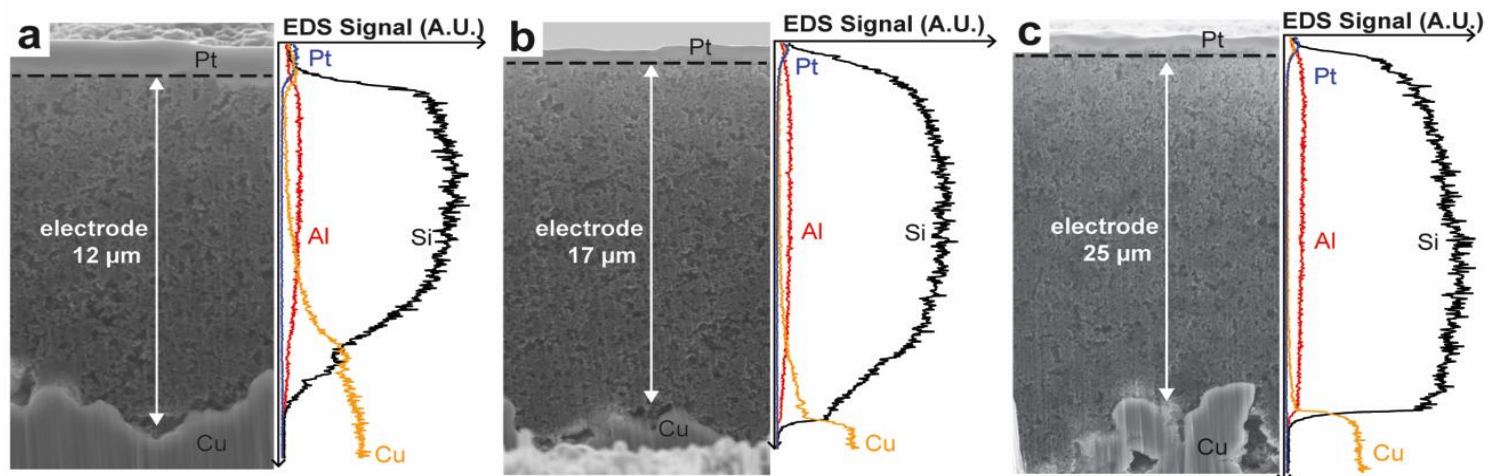 a
EDS Signal (A.U.)
Pt
Pt
electrode
12 µm
Al
Si
Cu
Cu
b
EDS Signal (A.U.)
Pt
Pt
electrode
17 µm
Al
Si
Cu
Cu
c
EDS Signal (A.U.)
Pt
Pt
electrode
25 µm
Al
Si
Cu
Cu